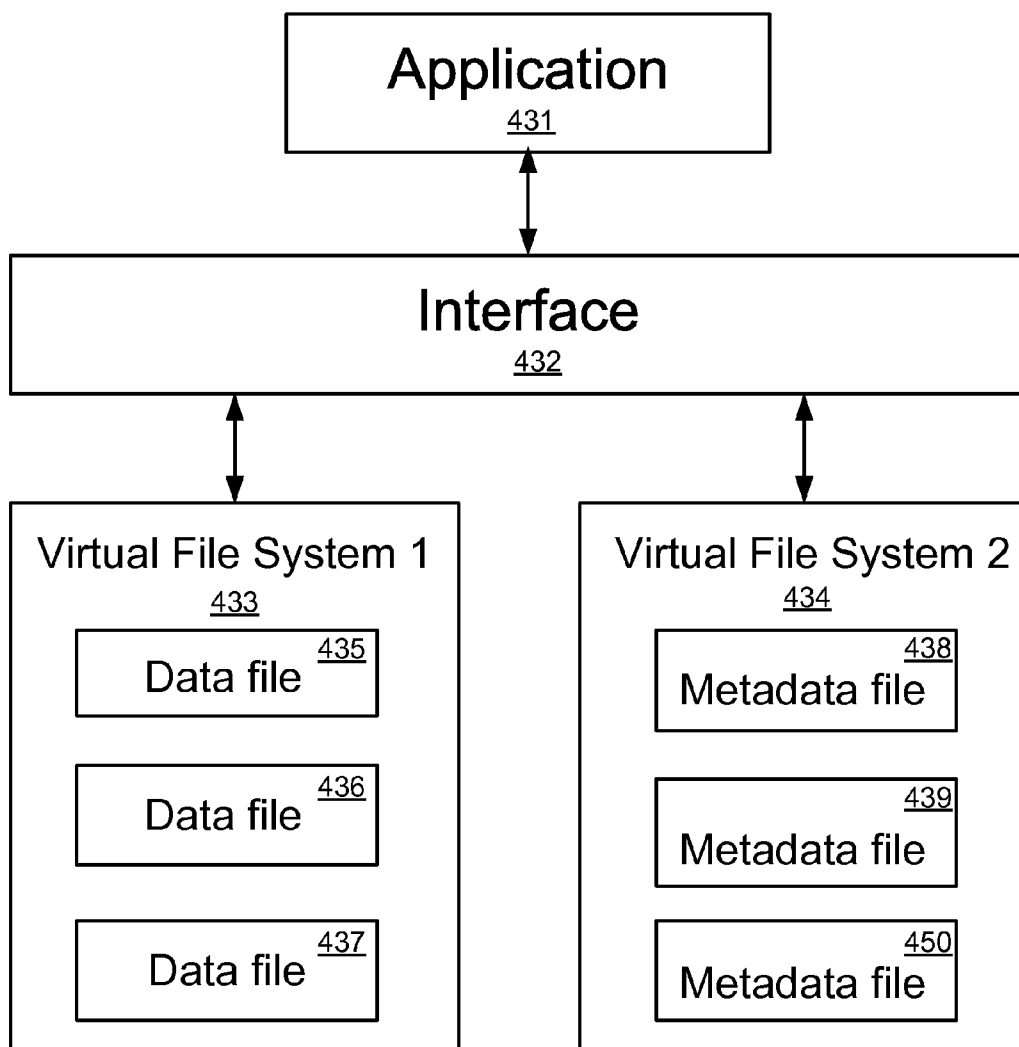 Application
431
Interface
432
Virtual File System 1
433
435
Data file
436
Data file
437
Data file
Virtual File System 2
434
438
Metadata file
439
Metadata file
450
Metadata file